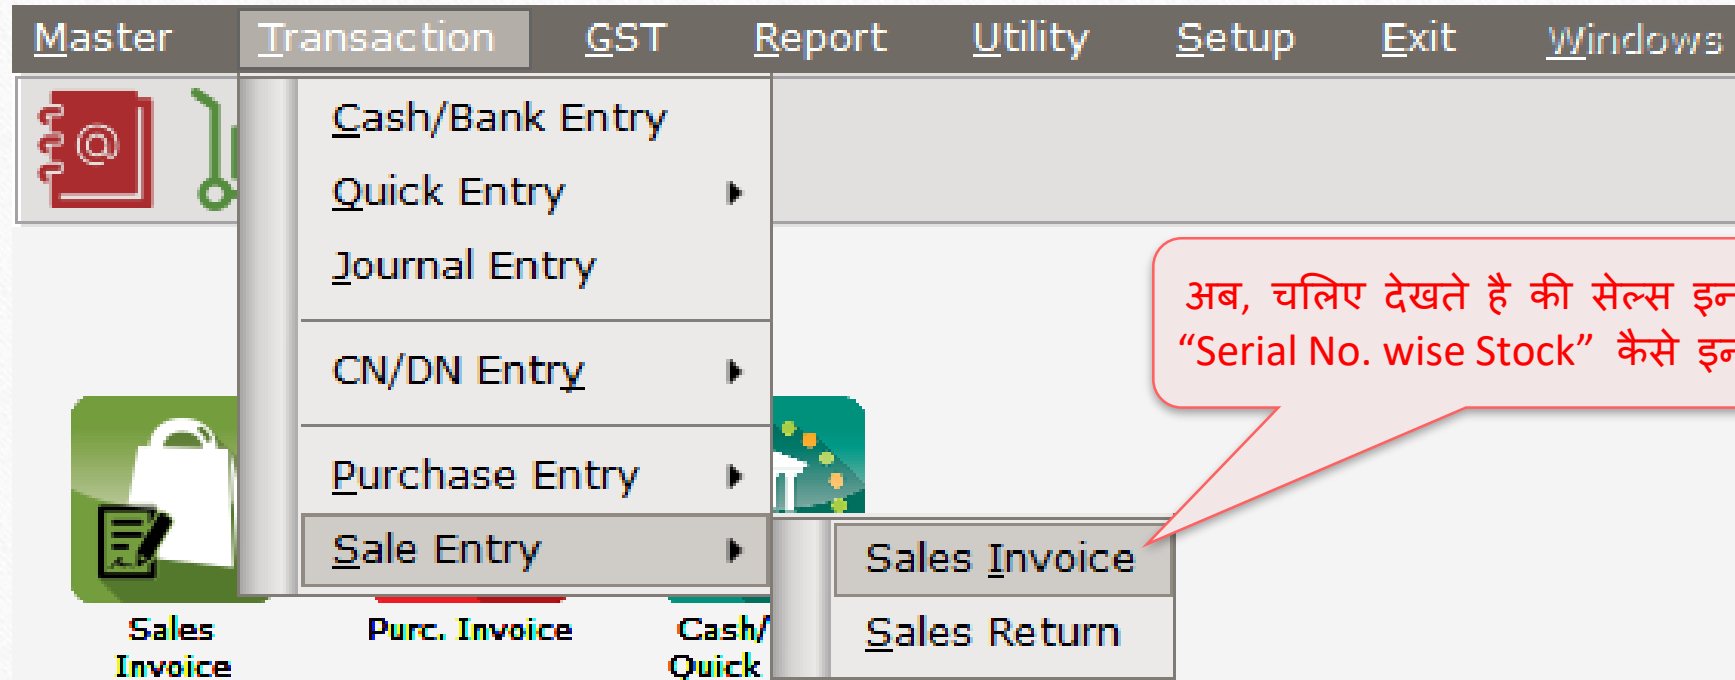 Master Transaction GST Report Utility Setup Exit Windows
@
Cash/Bank Entry
Quick Entry
Journal Entry
CN/DN Entry
Purchase Entry
Sale Entry
अब, चलिए देखते है की सेल्स
“Serial No. wise Stock” कैसे
Sales Invoice
Sales Return
Sales
Invoice
Purc. Invoice
Cash/
Quick